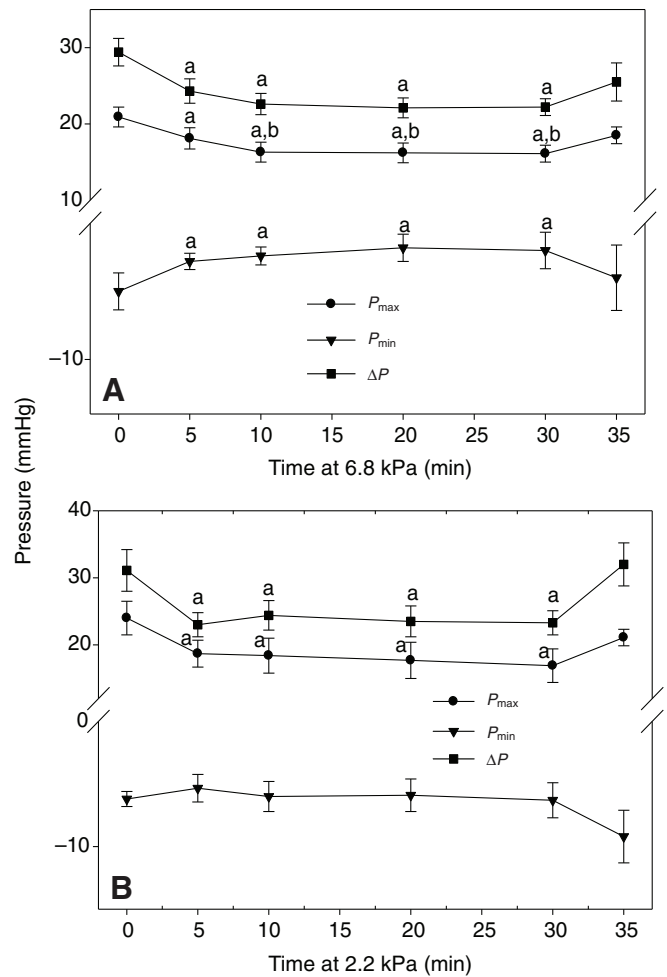 30
20
10
–10
a a a a
a a,b a,b a,b
a a a a
Pmax
Pmin
ΔP
A
0 5 10 20 30 35
Time at 6.8 kPa (min)
Pressure (mmHg)
40
30
20
0
–10
a a a a
a a a a
Pmax
Pmin
ΔP
B
0 5 10 15 20 25 30 35
Time at 2.2 kPa (min)